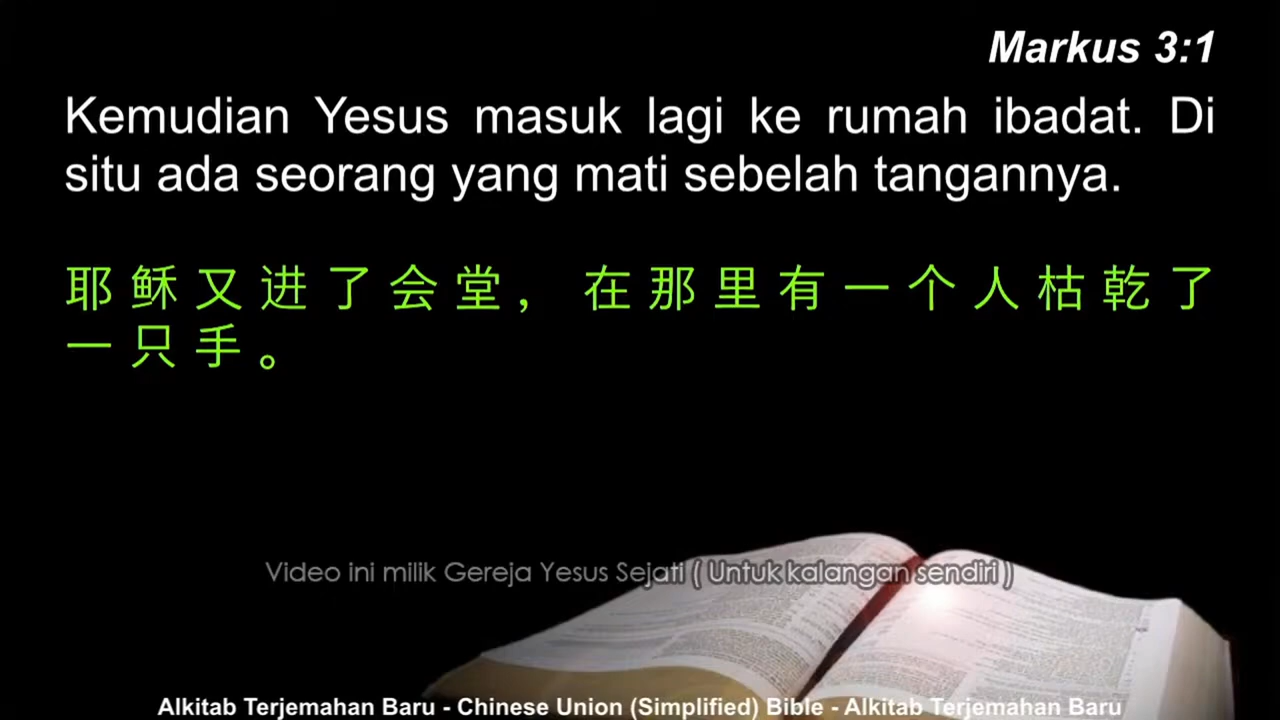 Markus 3:1
Kemudian Yesus masuk lagi ke rumah ibadat. Di
situ ada seorang yang mati sebelah tangannya.
耶稣又进了会堂，在那里有一个人枯乾了
一只手。
Video ini milik Gereja Yesus Sejati ( Untuk kalangan sendiri )
Alkitab Terjemahan Baru - Chinese Union (Simplified) Bible - Alkitab Terjemahan Baru